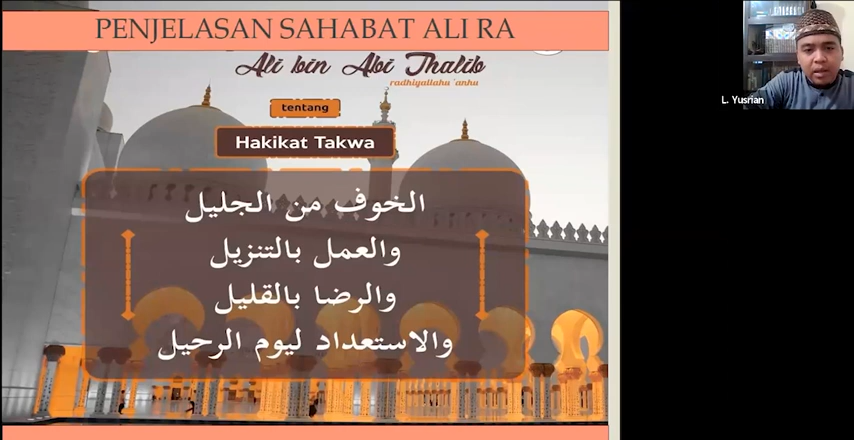 PENJELASAN SAHABAT ALI RA
Ali bin Abi Thalib
radhiyallahu 'anhu
tentang
Hakikat Takwa
الخوف من الجليل
والعمل بالتنزيل
والرضا بالقليل
والاستعداد ليوم الرحيل
L. Yusrian